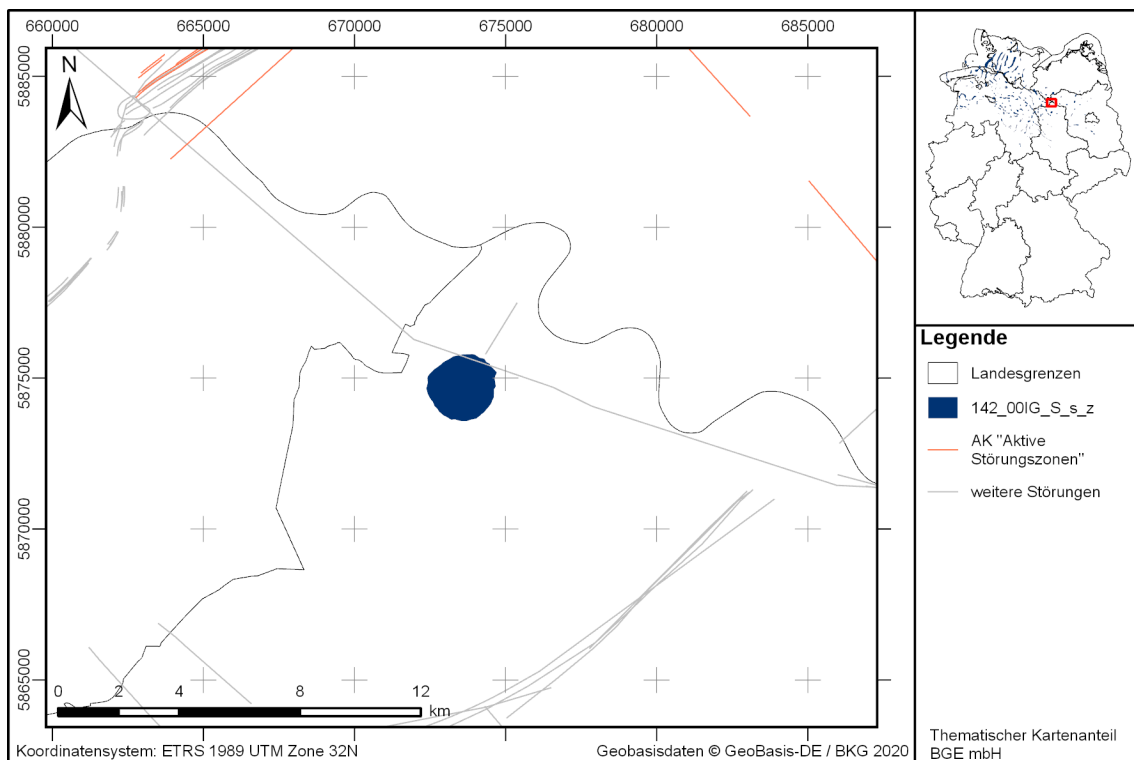 660000 665000 670000 675000 680000 685000
5885000
5880000
5875000
5870000
5865000
N
0 2 4 8 12
km
Koordinatensystem: ETRS 1989 UTM Zone 32N
Geobasisdaten © GeoBasis-DE / BKG 2020
Legende
Landesgrenzen
142_00IG_S_s_z
AK "Aktive
Störungszonen"
weitere Störungen
Thematischer Kartenanteil
BGE mbH